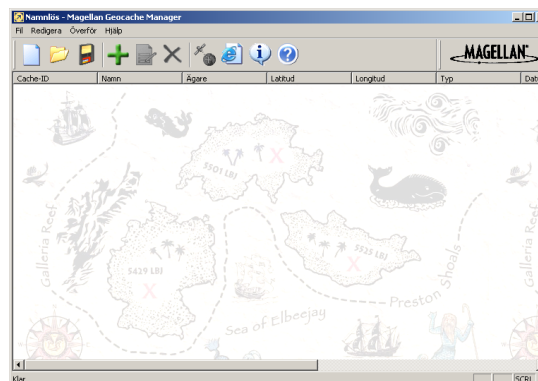 Namnlös - Magellan Geocache Manager
Fil Redigera Överför Hjälp
MAGELLAN
Cache-ID Namn Ägare Latitud Longitud Typ Dat
5501 LBJ
X
Galleria Reef
5429 LBJ
X
5525 LBJ
X
Preston Shoals
Sea of Elbeejay
Galleria Reef
Klar SCRL